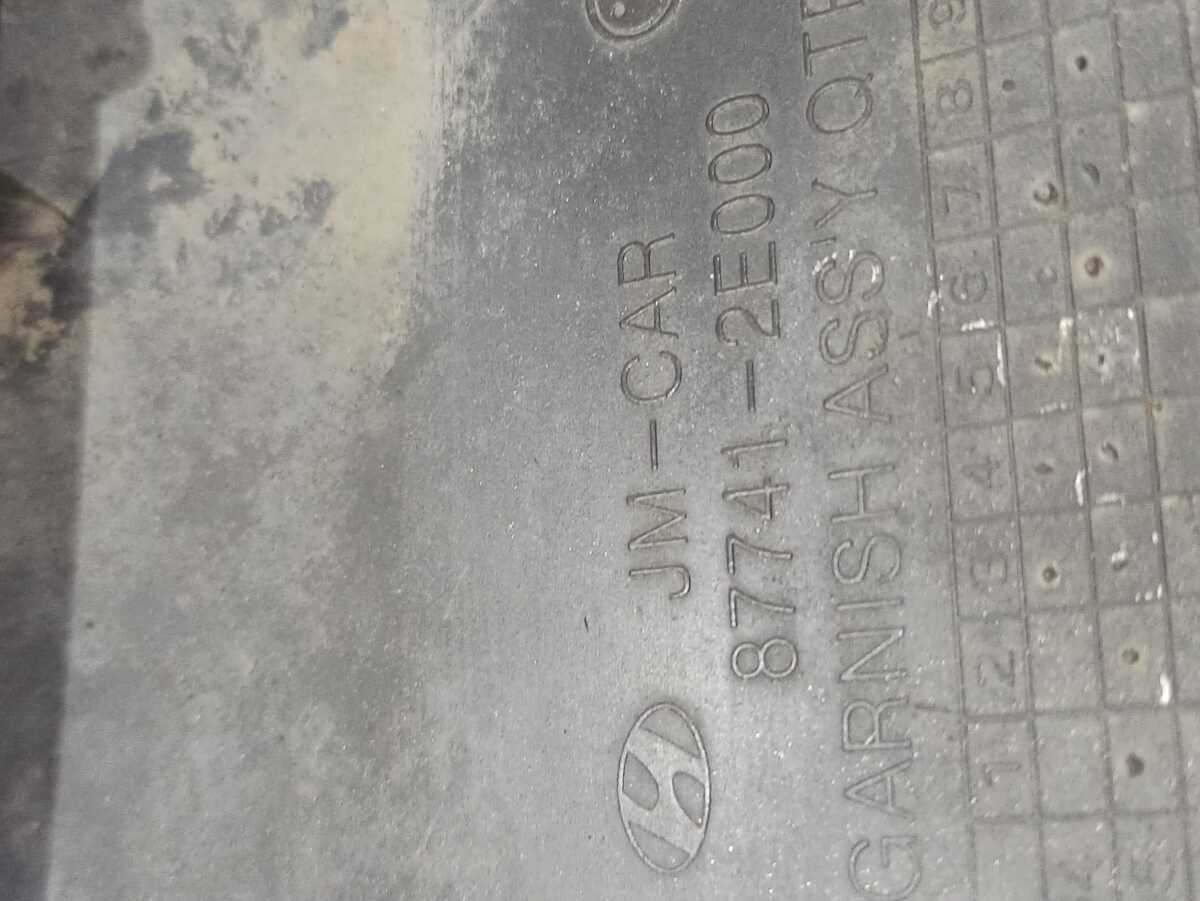 JM-CAR
87741-2E000
GARNISH ASS'Y QTR
1 2 3 4 5 6 7 8 9